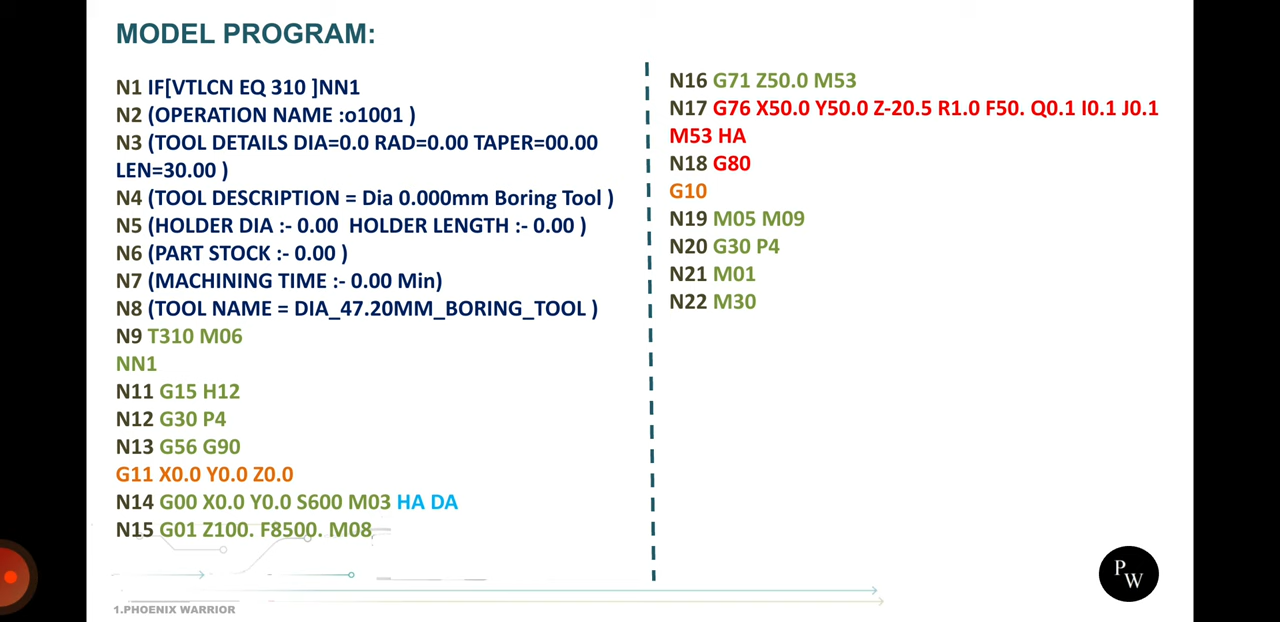 MODEL PROGRAM:
N1 IF[VTLCN EQ 310 ]NN1
N2 (OPERATION NAME :o1001 )
N3 (TOOL DETAILS DIA=0.0 RAD=0.00 TAPER=00.00
LEN=30.00 )
N4 (TOOL DESCRIPTION = Dia 0.000mm Boring Tool )
N5 (HOLDER DIA :- 0.00  HOLDER LENGTH :- 0.00 )
N6 (PART STOCK :- 0.00 )
N7 (MACHINING TIME :- 0.00 Min)
N8 (TOOL NAME = DIA_47.20MM_BORING_TOOL )
N9 T310 M06
NN1
N11 G15 H12
N12 G30 P4
N13 G56 G90
G11 X0.0 Y0.0 Z0.0
N14 G00 X0.0 Y0.0 S600 M03 HA DA
N15 G01 Z100. F8500. M08
N16 G71 Z50.0 M53
N17 G76 X50.0 Y50.0 Z-20.5 R1.0 F50. Q0.1 I0.1 J0.1
M53 HA
N18 G80
G10
N19 M05 M09
N20 G30 P4
N21 M01
N22 M30
1.PHOENIX WARRIOR
P
W